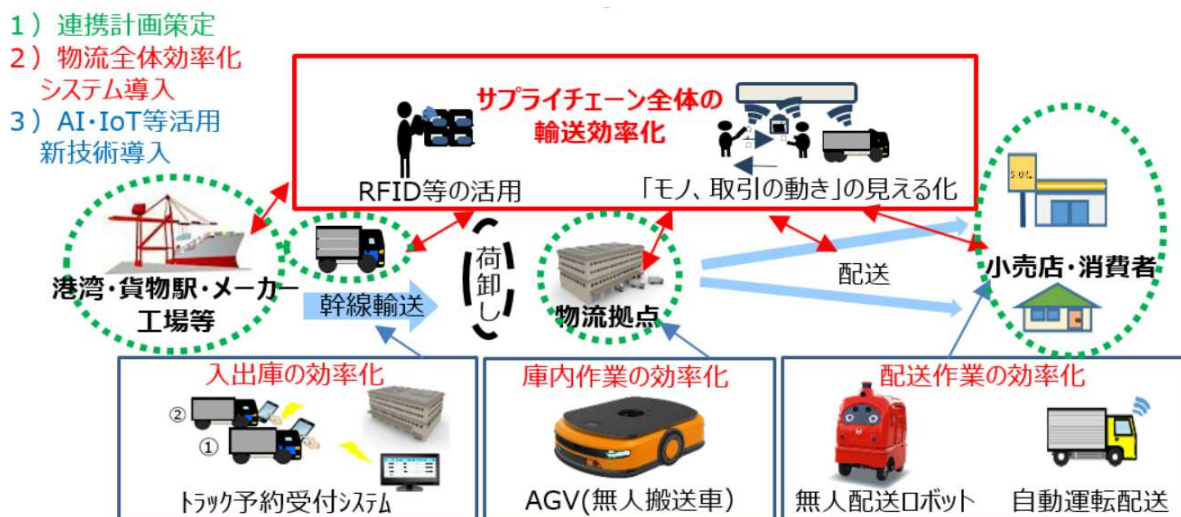 1）連携計画策定
2）物流全体効率化
システム導入
3）AI・IoT等活用
新技術導入
サプライチェーン全体の
輸送効率化
RFID等の活用
「モノ、取引の動き」の見える化
港湾・貨物駅・メーカー
工場等
幹線輸送
荷卸し
物流拠点
配送
小売店・消費者
入出庫の効率化
②
①
トラック予約受付システム
庫内作業の効率化
AGV(無人搬送車)
配送作業の効率化
無人配送ロボット
自動運転配送